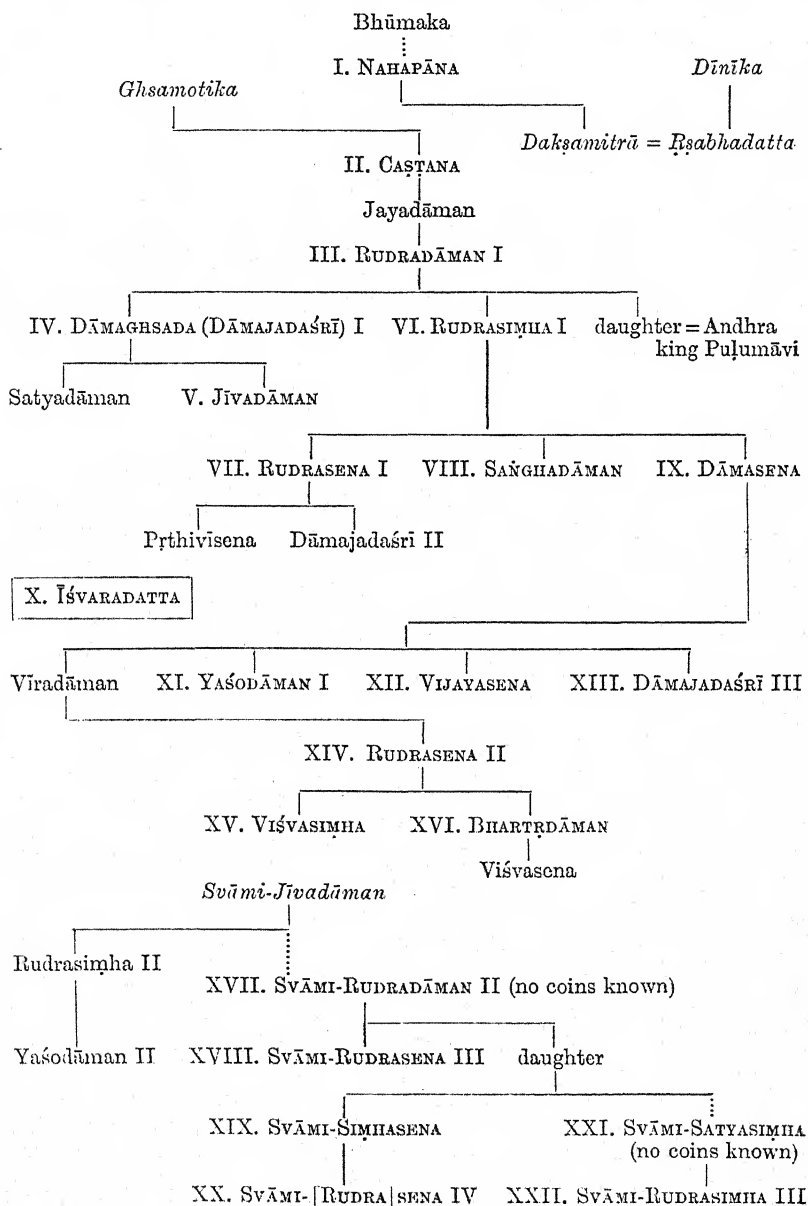 Bhūmaka
I. NAHAPĀNA Dīnīka
Ghsamotika
Dakṣamitrā = Ṛṣabhadatta
II. CAṢṬANA
Jayadāman
III. RUDRADĀMAN I
IV. DĀMAGHSADA (DĀMAJADAŚRĪ) I VI. RUDRASIṂHA I daughter = Andhra
king Puḷumāvi
Satyadāman V. JĪVADĀMAN
VII. RUDRASENA I VIII. SAṄGHADĀMAN IX. DĀMASENA
Pṛthivīsena Dāmajadaśrī II
X. ĪŚVARADATTA
Vīradāman XI. YAŚODĀMAN I XII. VIJAYASENA XIII. DĀMAJADAŚRĪ III
XIV. RUDRASENA II
XV. VIŚVASIṂHA XVI. BHARTṚDĀMAN
Viśvasena
Svāmi-Jīvadāman
Rudrasiṃha II
XVII. SVĀMI-RUDRADĀMAN II (no coins known)
Yaśodāman II XVIII. SVĀMI-RUDRASENA III daughter
XIX. SVĀMI-SIṂHASENA XXI. SVĀMI-SATYASIṂHA
(no coins known)
XX. SVĀMI-[RUDRA]SENA IV XXII. SVĀMI-RUDRASIṂHA III